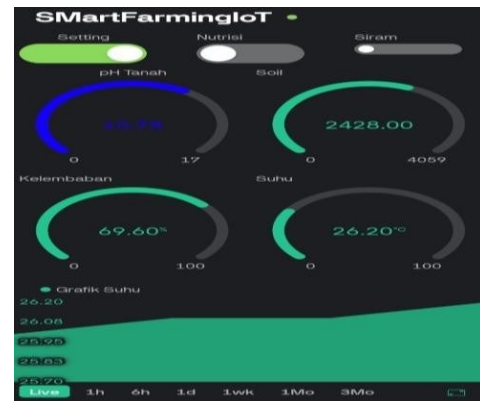 SMartFarmingIoT
Setting Nutrisi Siram
pH Tanah Soil
2428.00
0 17 0 4059
Kelembaban Suhu
69.60% 26.20°C
0 100 0 100
Grafik Suhu
26.20
26.08
25.95
25.83
25.70
Live 1h 6h 1d 1wk 1Mo 3Mo